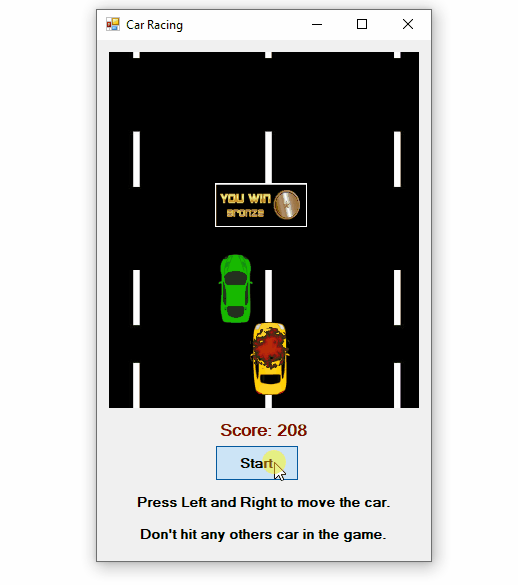 Car Racing
YOU WIN
BRONZE
Score: 208
Start
Press Left and Right to move the car.
Don't hit any others car in the game.